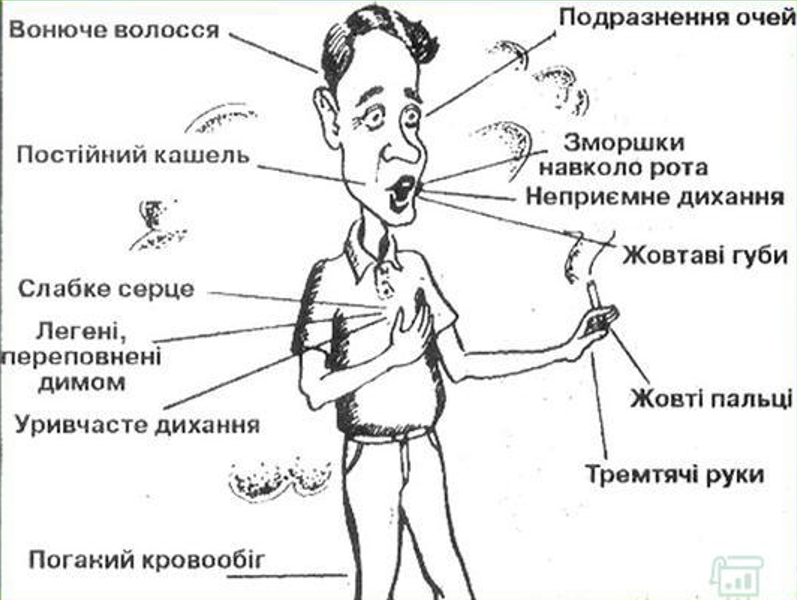 Вонюче волосся
Подразнення очей
Постійний кашель
Зморшки
навколо рота
Неприємне дихання
Жовтаві губи
Слабке серце
Легені,
переповнені
димом
Уривчасте дихання
Жовті пальці
Тремтячі руки
Поганий кровообіг